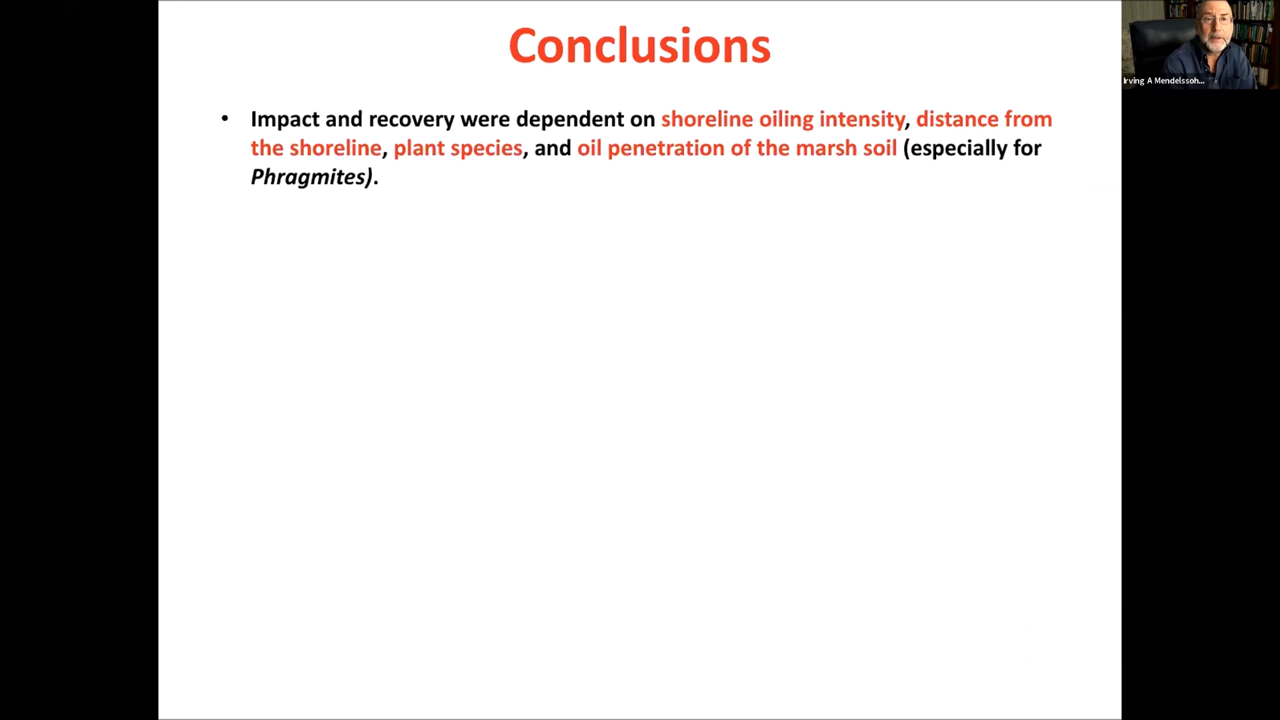 Conclusions
• Impact and recovery were dependent on shoreline oiling intensity, distance from
the shoreline, plant species, and oil penetration of the marsh soil (especially for
Phragmites).
Irving A Mendelssoh...